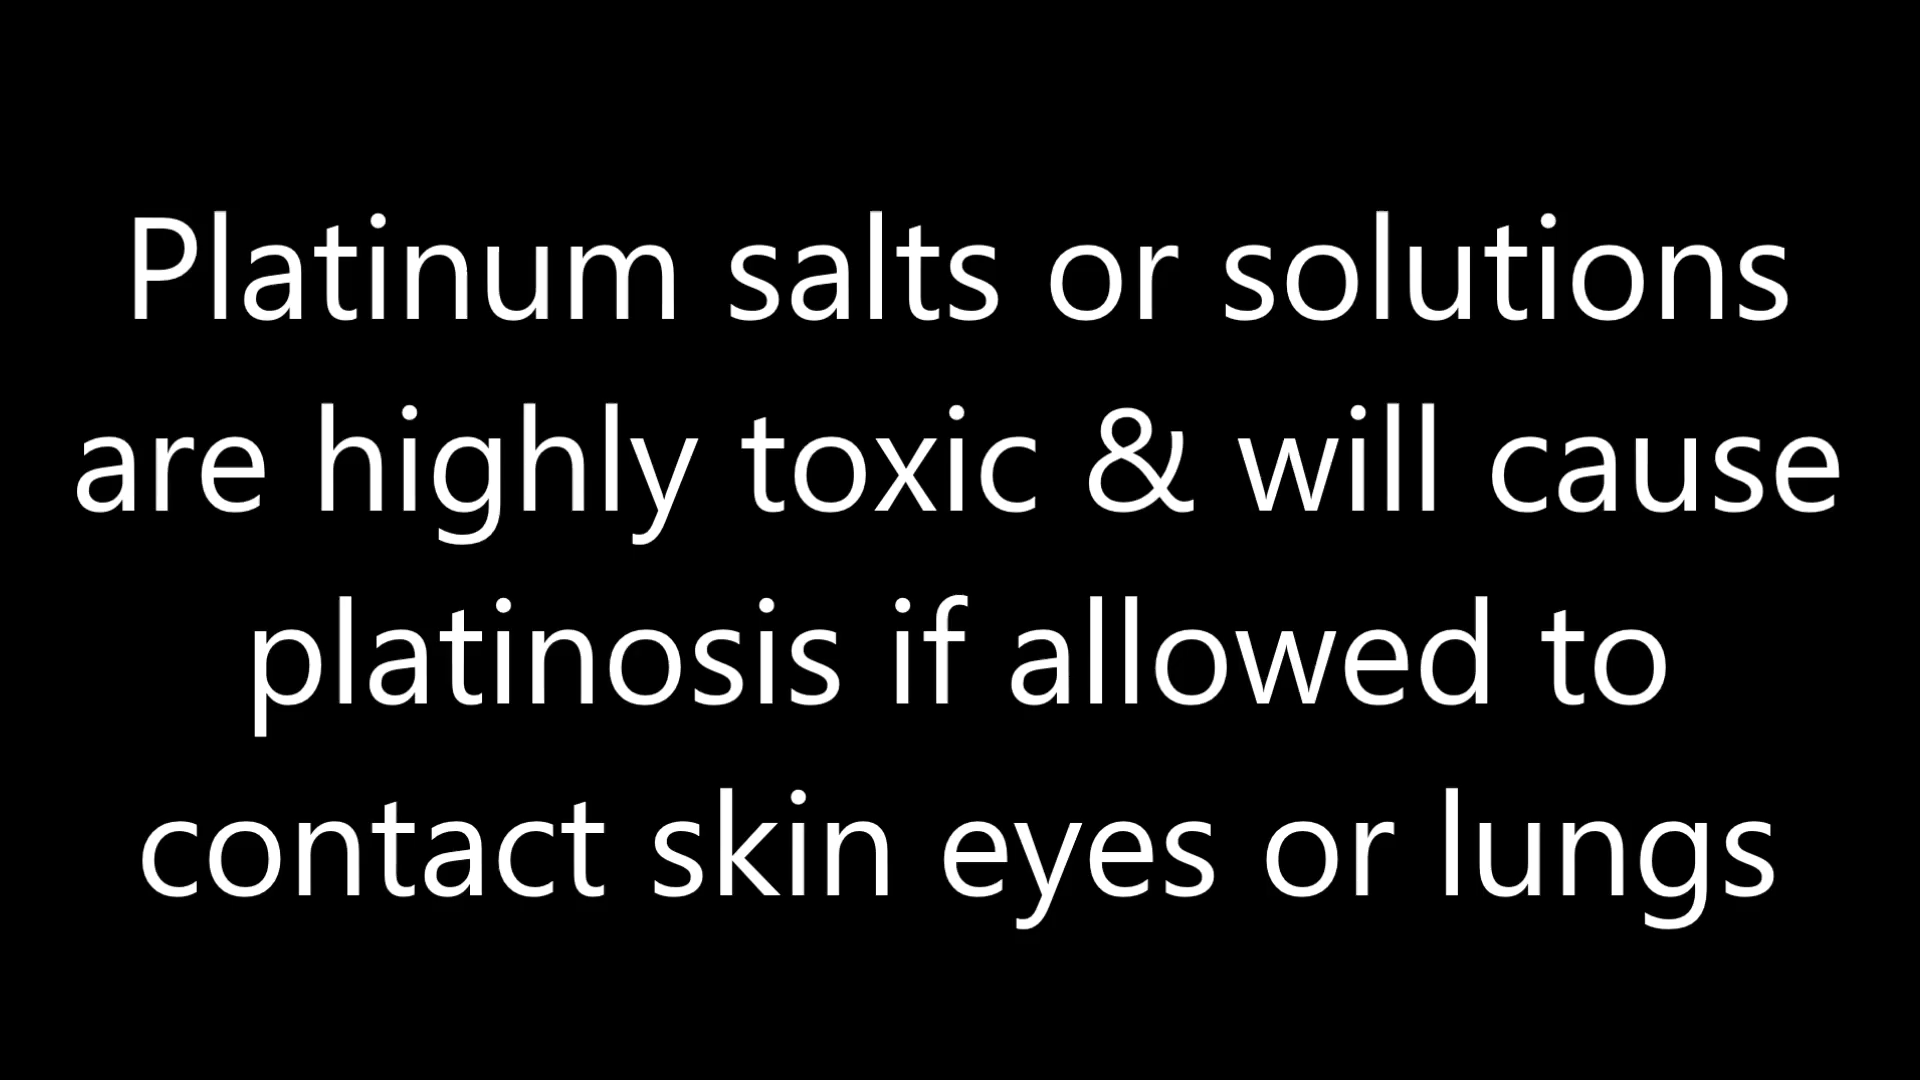 Platinum salts or solutions
are highly toxic & will cause
platinosis if allowed to
contact skin eyes or lungs